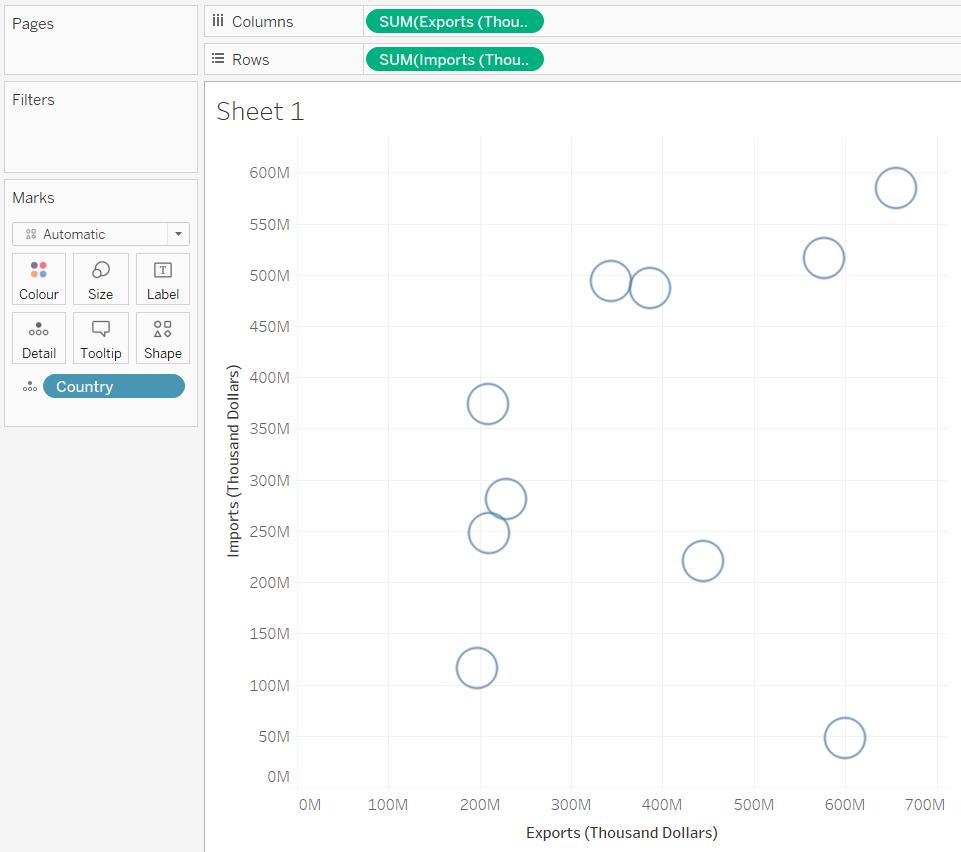 Pages
Columns
SUM(Exports (Thou..
Rows
SUM(Imports (Thou..
Filters
Sheet 1
Marks
Automatic
Colour
Size
Label
Detail
Tooltip
Shape
Country
600M
550M
500M
450M
400M
350M
300M
250M
200M
150M
100M
50M
0M
Imports (Thousand Dollars)
0M 100M 200M 300M 400M 500M 600M 700M
Exports (Thousand Dollars)